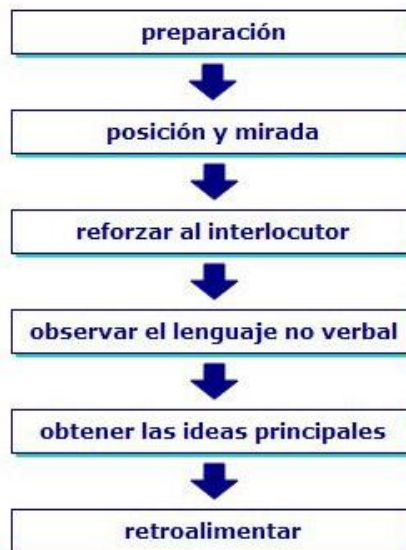 preparación
posición y mirada
reforzar al interlocutor
observar el lenguaje no verbal
obtener las ideas principales
retroalimentar